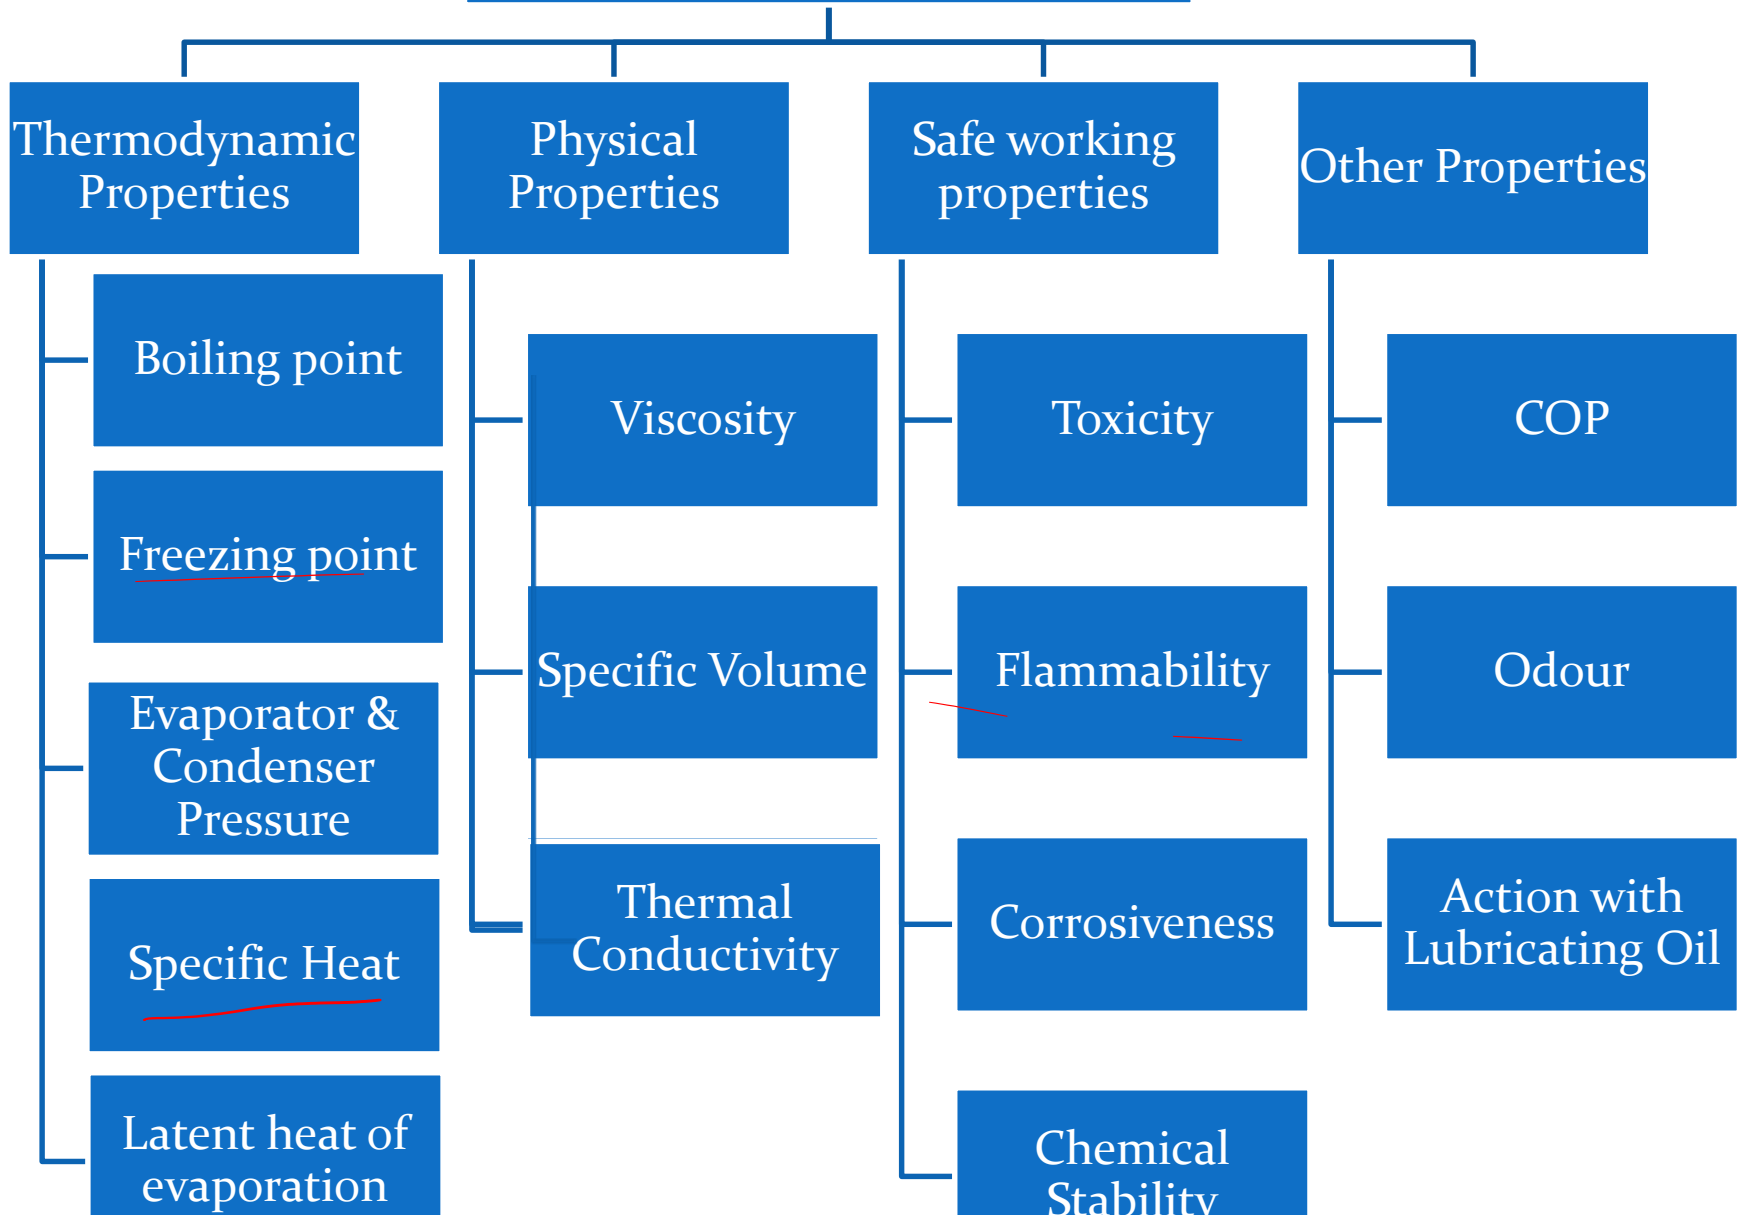 Thermodynamic
Properties
Boiling point
Freezing point
Evaporator &
Condenser
Pressure
Specific Heat
Latent heat of
evaporation
Physical
Properties
Viscosity
Specific Volume
Thermal
Conductivity
Safe working
properties
Toxicity
Flammability
Corrosiveness
Chemical
Stability
Other Properties
COP
Odour
Action with
Lubricating Oil